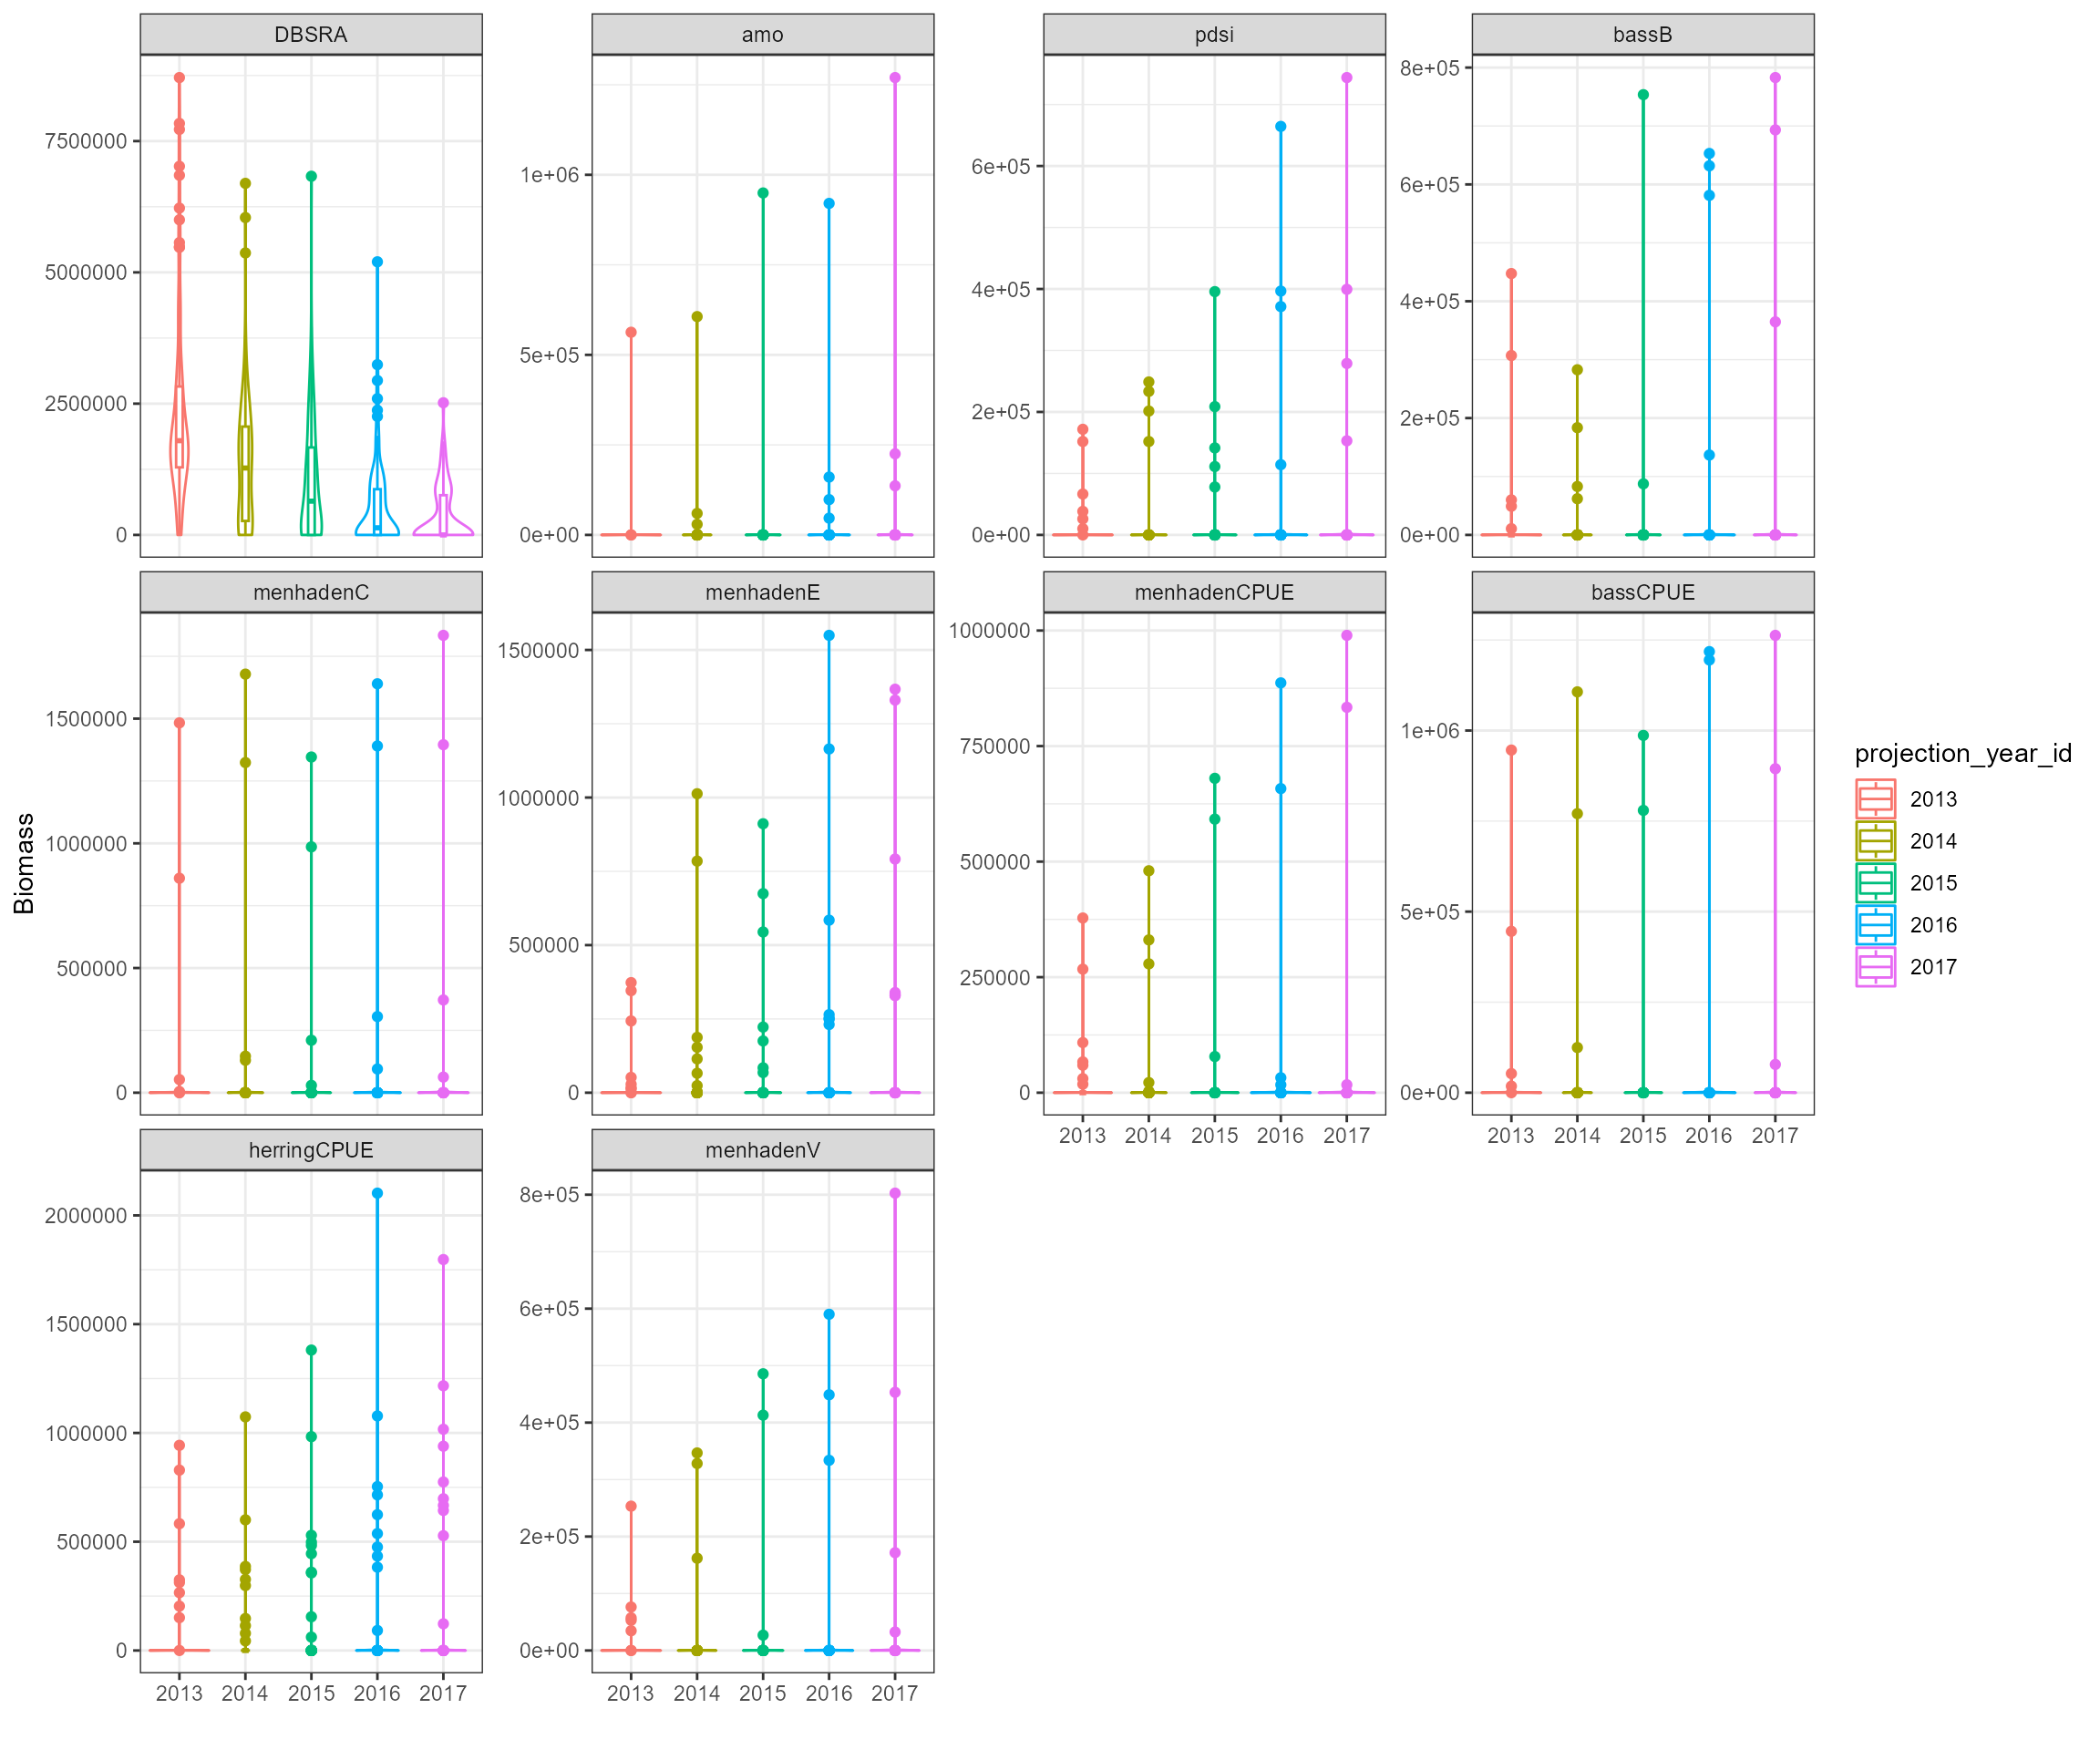 DBSRA amo pdsi bassB
7500000
5000000
2500000
0
1e+06
5e+05
0e+00
6e+05
4e+05
2e+05
0e+00
8e+05
6e+05
4e+05
2e+05
0e+00
menhadenC menhadenE menhadenCPUE bassCPUE
1500000
1000000
500000
0
1500000
1000000
500000
0
1000000
750000
500000
250000
0
1e+06
5e+05
0e+00
2013 2014 2015 2016 2017
2013 2014 2015 2016 2017
herringCPUE menhadenV
2000000
1500000
1000000
500000
0
8e+05
6e+05
4e+05
2e+05
0e+00
2013 2014 2015 2016 2017
2013 2014 2015 2016 2017
Biomass
projection_year_id
2013
2014
2015
2016
2017